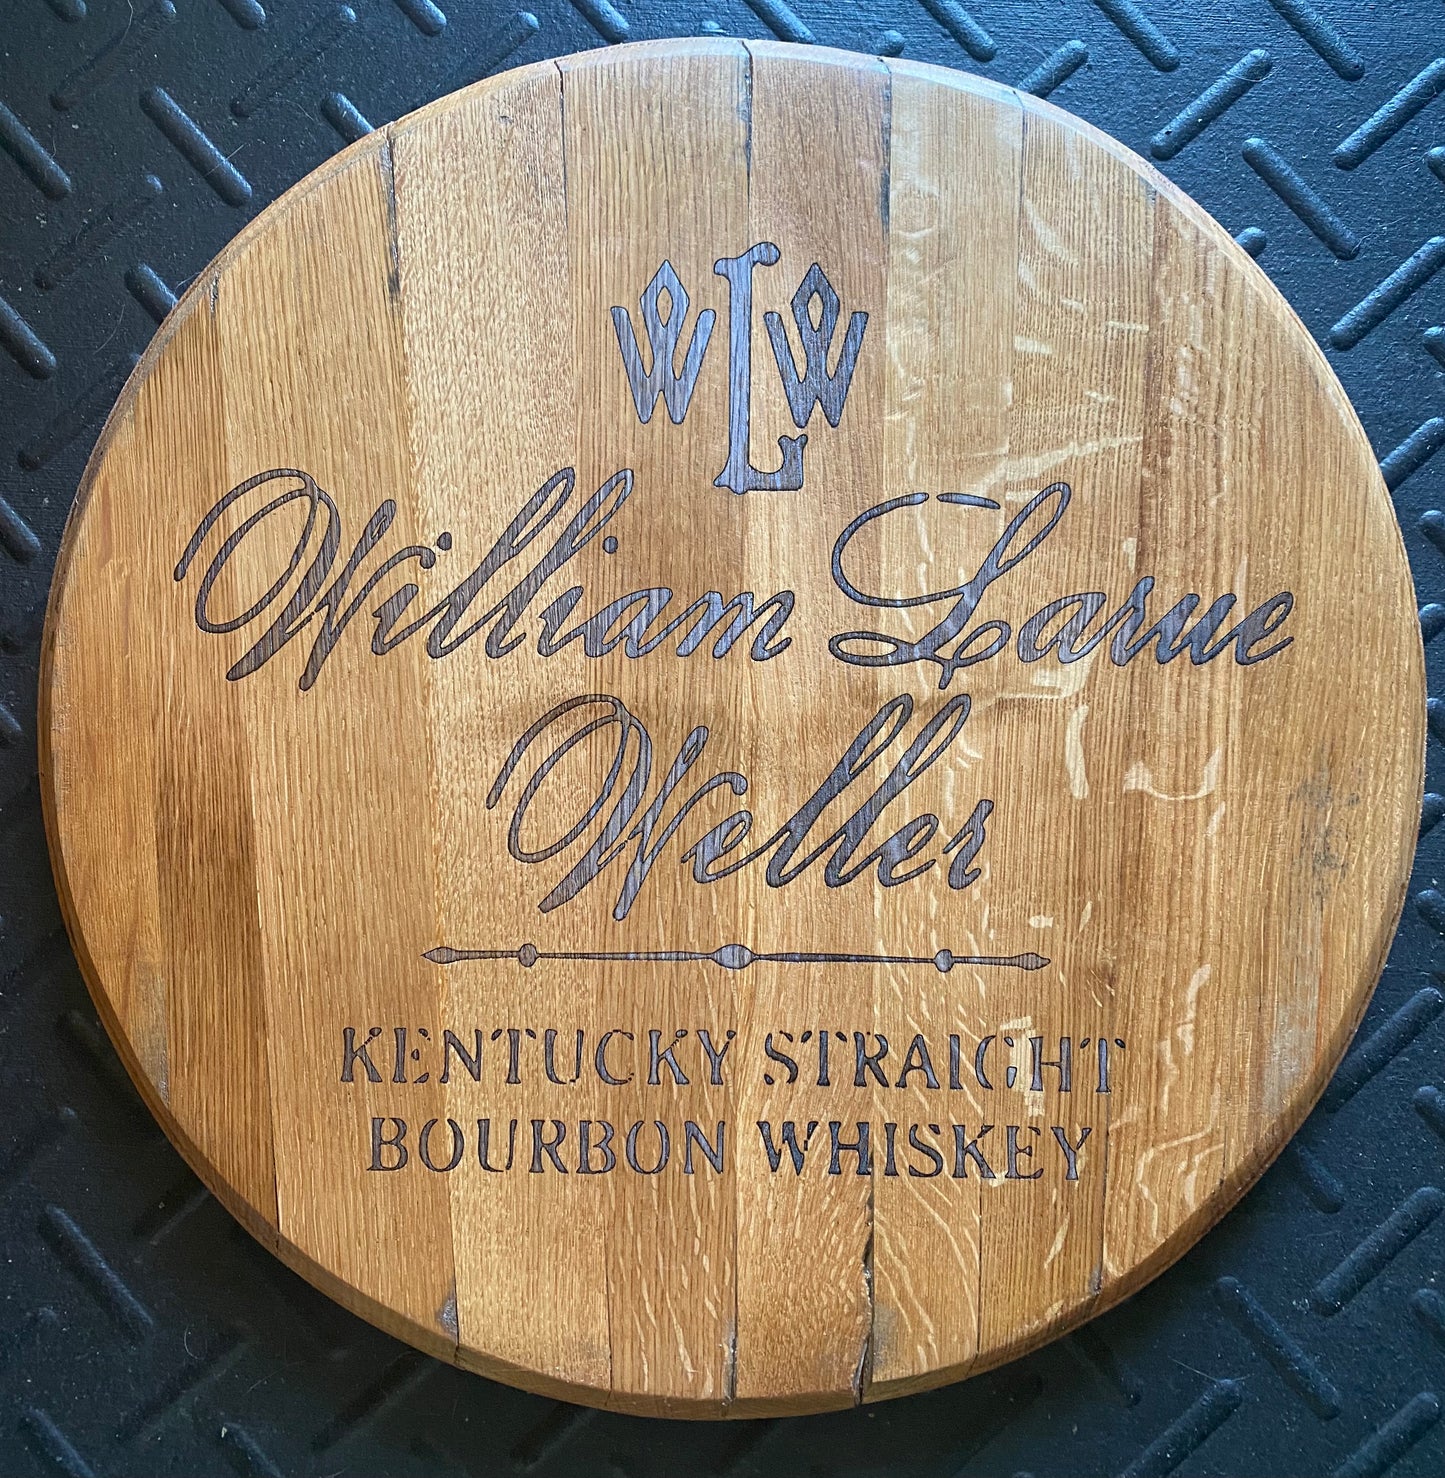 WLW
William Larue
Weller
KENTUCKY STRAIGHT
BOURBON WHISKEY